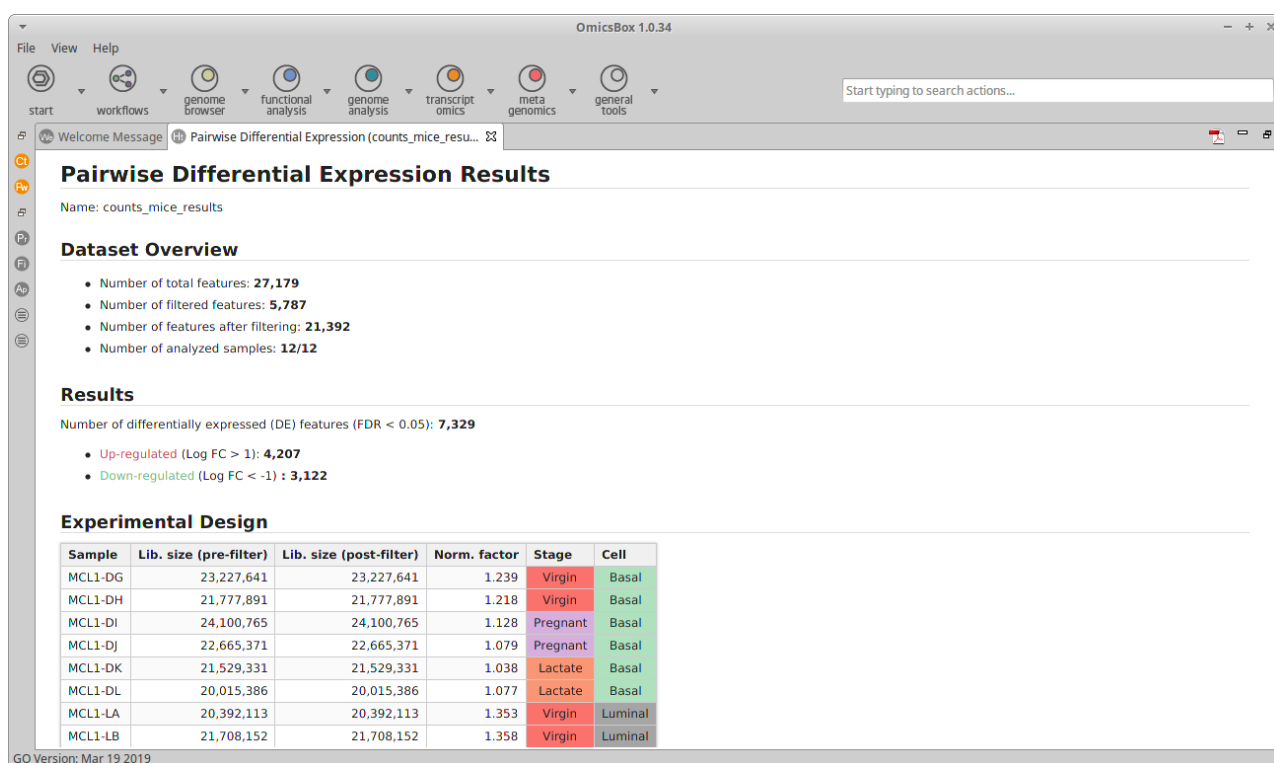 OmicsBox 1.0.34
File View Help
start workflows genome browser functional analysis genome analysis transcript omics meta genomics general tools
Start typing to search actions...
We Welcome Message Ht Pairwise Differential Expression (counts_mice_resu...
Ct
Pw
Pr
Fi
Ap
Pairwise Differential Expression Results
Name: counts_mice_results
Dataset Overview
• Number of total features: 27,179
• Number of filtered features: 5,787
• Number of features after filtering: 21,392
• Number of analyzed samples: 12/12
Results
Number of differentially expressed (DE) features (FDR < 0.05): 7,329
• Up-regulated (Log FC > 1): 4,207
• Down-regulated (Log FC < -1) : 3,122
Experimental Design
Sample Lib. size (pre-filter) Lib. size (post-filter) Norm. factor Stage Cell
MCL1-DG 23,227,641 23,227,641 1.239 Virgin Basal
MCL1-DH 21,777,891 21,777,891 1.218 Virgin Basal
MCL1-DI 24,100,765 24,100,765 1.128 Pregnant Basal
MCL1-DJ 22,665,371 22,665,371 1.079 Pregnant Basal
MCL1-DK 21,529,331 21,529,331 1.038 Lactate Basal
MCL1-DL 20,015,386 20,015,386 1.077 Lactate Basal
MCL1-LA 20,392,113 20,392,113 1.353 Virgin Luminal
MCL1-LB 21,708,152 21,708,152 1.358 Virgin Luminal
GO Version: Mar 19 2019